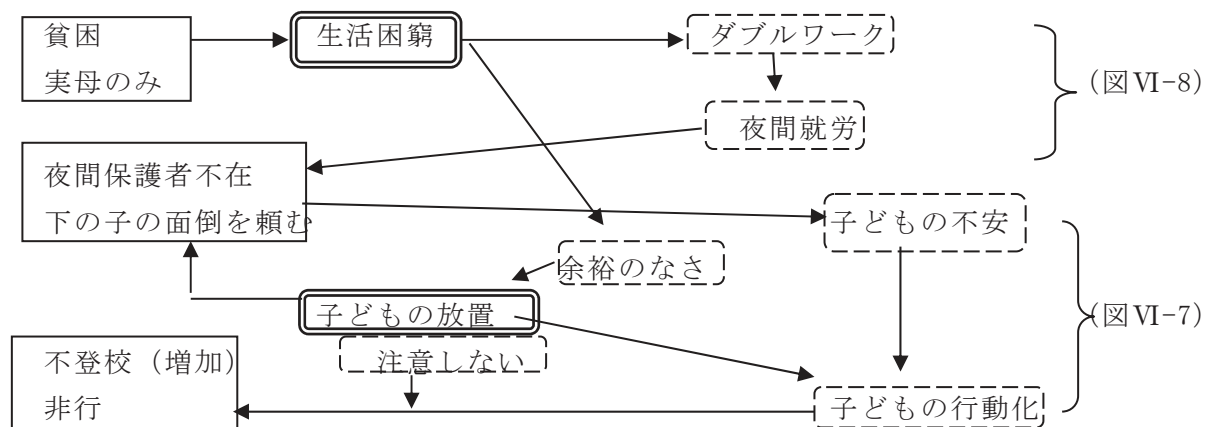 貧困
実母のみ
生活困窮
ダブルワーク
夜間就労
(図Ⅵ-8)
夜間保護者不在
下の子の面倒を頼む
子どもの不安
余裕のなさ
子どもの放置
(図Ⅵ-7)
注意しない
不登校（増加）
非行
子どもの行動化